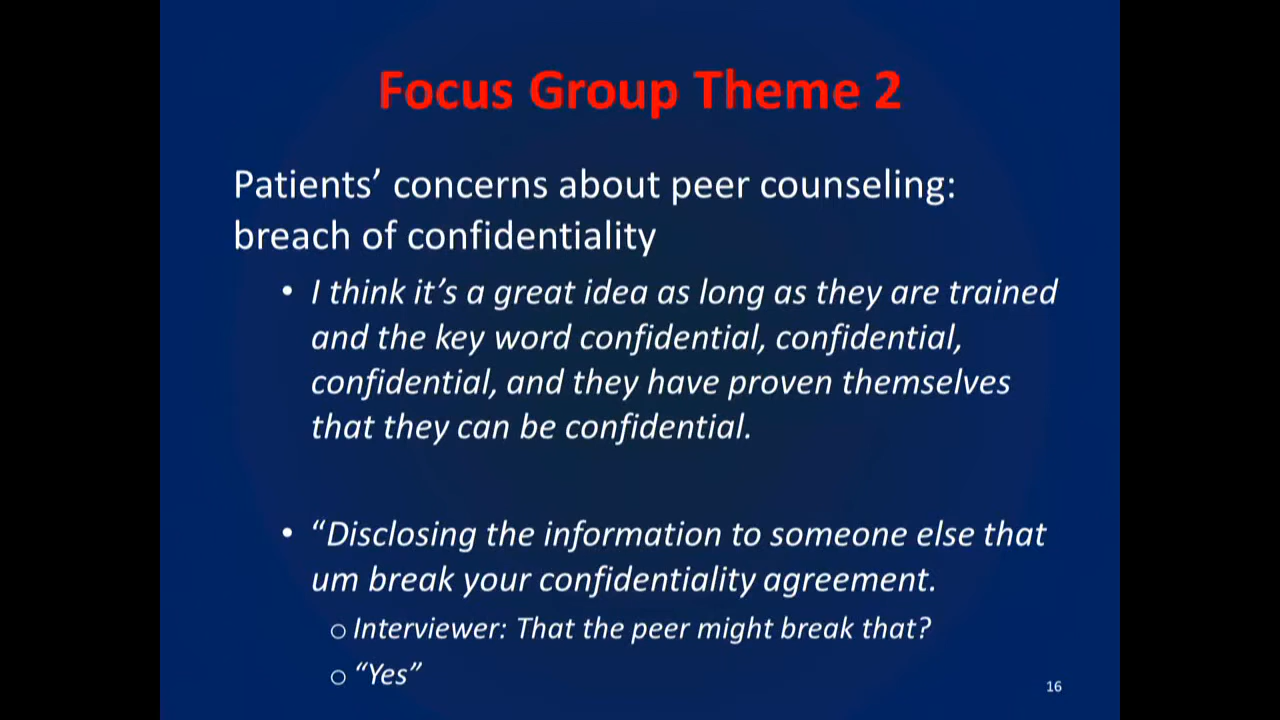 Focus Group Theme 2
Patients’ concerns about peer counseling:
breach of confidentiality
• I think it’s a great idea as long as they are trained
and the key word confidential, confidential,
confidential, and they have proven themselves
that they can be confidential.
• “Disclosing the information to someone else that
um break your confidentiality agreement.
o Interviewer: That the peer might break that?
o “Yes”
16